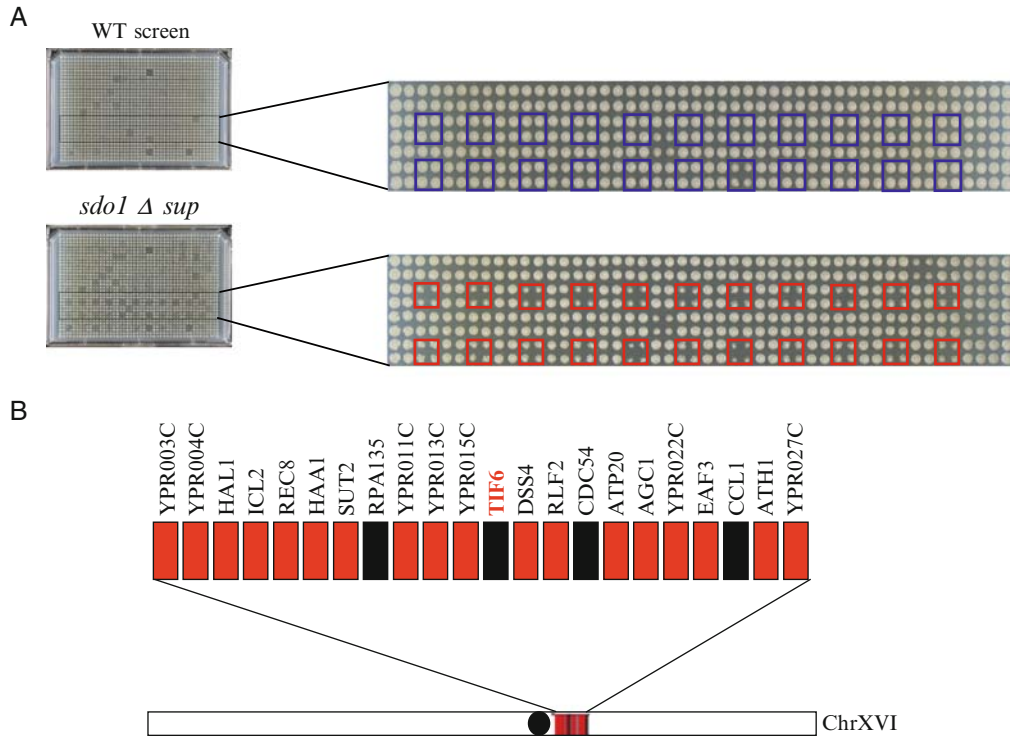 A
WT screen
sdo1 Δ sup
B
YPR003C
YPR004C
HAL1
ICL2
REC8
HAA1
SUT2
RPA135
YPR011C
YPR013C
YPR015C
TIF6
DSS4
RLF2
CDC54
ATP20
AGC1
YPR022C
EAF3
CCL1
ATH1
YPR027C
ChrXVI